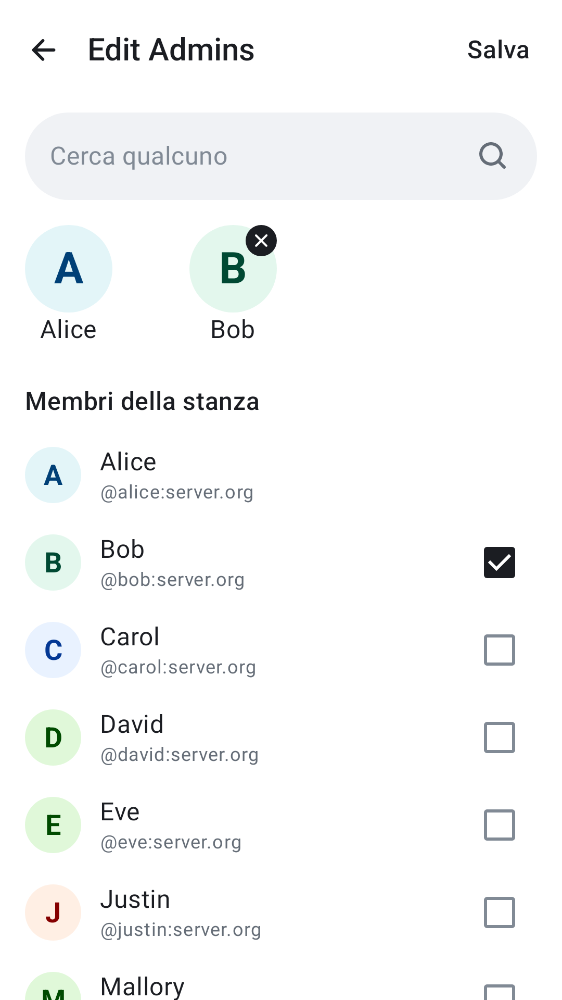 Edit Admins
Salva
Cerca qualcuno
A
B
Alice
Bob
Membri della stanza
A
Alice
@alice:server.org
B
Bob
@bob:server.org
C
Carol
@carol:server.org
D
David
@david:server.org
E
Eve
@eve:server.org
J
Justin
@justin:server.org
M
Mallory